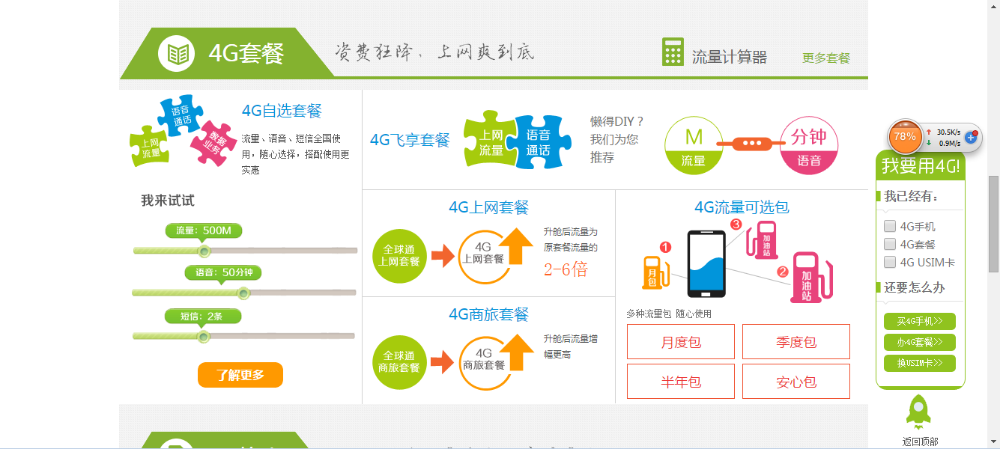 4G套餐
资费狂降，上网爽到底
流量计算器
更多套餐
语音
通话
上网
流量
数据
业务
4G自选套餐
流量、语音、短信全国使
用，随心选择，搭配使用更
实惠
我来试试
流量：500M
语音：50分钟
短信：2条
了解更多
4G飞享套餐
上网
流量
语音
通话
懒得DIY？
我们为您
推荐
M
流量
分钟
语音
4G上网套餐
全球通
上网套餐
4G
上网套餐
升舱后流量为
原套餐流量的
2-6倍
4G商旅套餐
全球通
商旅套餐
4G
商旅套餐
升舱后流量增
幅更高
4G流量可选包
1
月包
3
加油站
2
加油站
多种流量包 随心使用
月度包
季度包
半年包
安心包
78%
30.5K/s
0.9M/s
我要用4G!
我已经有：
4G手机
4G套餐
4G USIM卡
还要怎么办
买4G手机>>
办4G套餐>>
换USIM卡>>
返回顶部